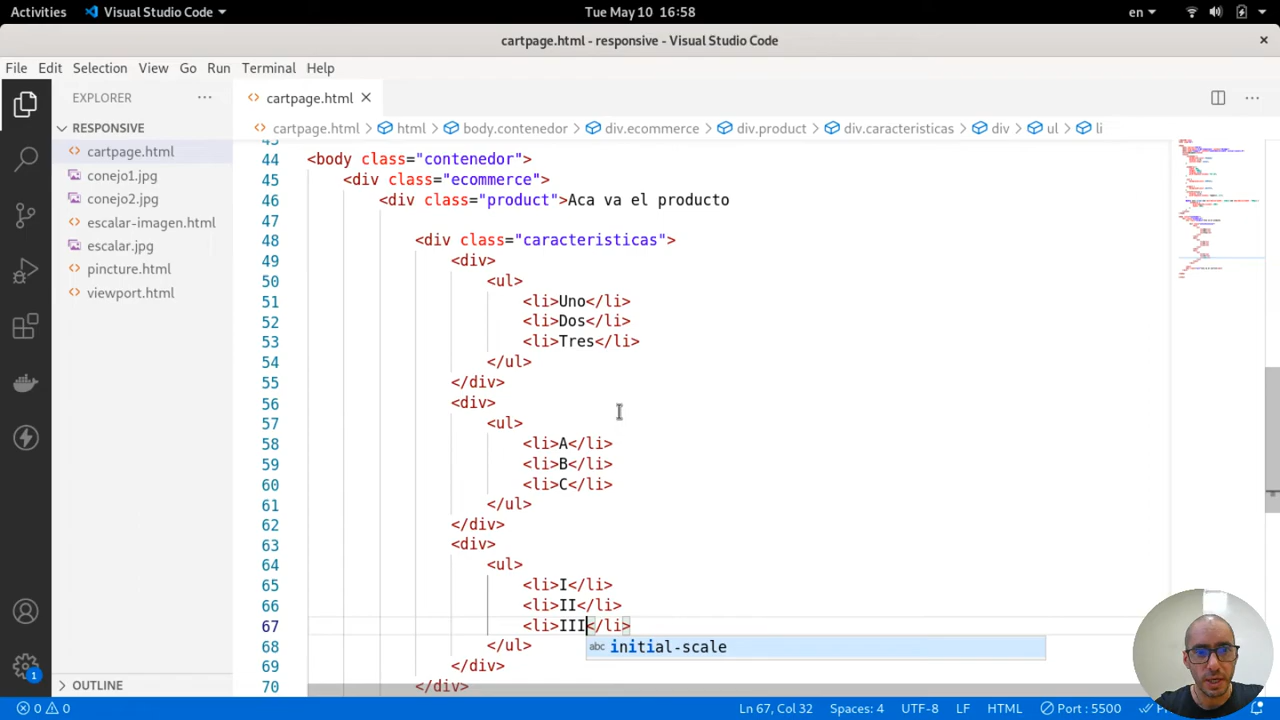 Activities Visual Studio Code Tue May 10 16:58 en
cartpage.html - responsive - Visual Studio Code
File Edit Selection View Go Run Terminal Help
EXPLORER
cartpage.html
RESPONSIVE
cartpage.html
conejo1.jpg
conejo2.jpg
escalar-imagen.html
escalar.jpg
pincture.html
viewport.html
OUTLINE
cartpage.html > html > body.contenedor > div.ecommerce > div.product > div.caracteristicas > div > ul > li
44 <body class="contenedor">
45 <div class="ecommerce">
46 <div class="product">Aca va el producto
47
48 <div class="caracteristicas">
49 <div>
50 <ul>
51 <li>Uno</li>
52 <li>Dos</li>
53 <li>Tres</li>
54 </ul>
55 </div>
56 <div>
57 <ul>
58 <li>A</li>
59 <li>B</li>
60 <li>C</li>
61 </ul>
62 </div>
63 <div>
64 <ul>
65 <li>I</li>
66 <li>II</li>
67 <li>III</li>
68 </ul>
abc initial-scale
69 </div>
70 </div>
1
0 0 Ln 67, Col 32 Spaces: 4 UTF-8 LF HTML Port : 5500